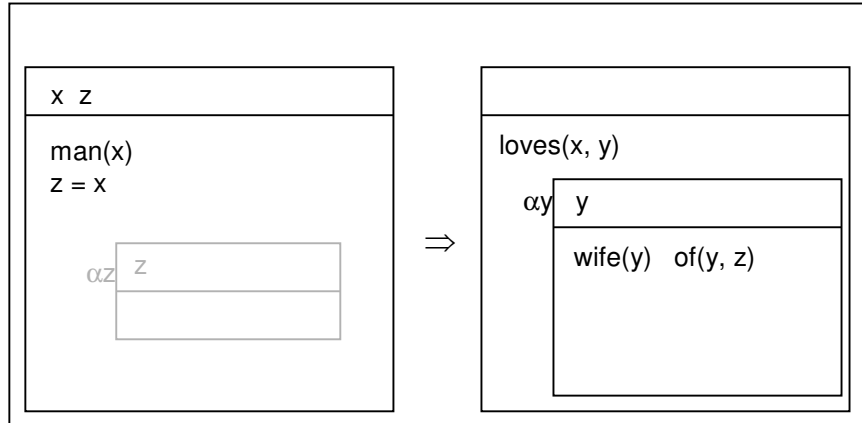 x z
man(x)
z = x
αz z
⇒
loves(x, y)
αy y
wife(y) of(y, z)